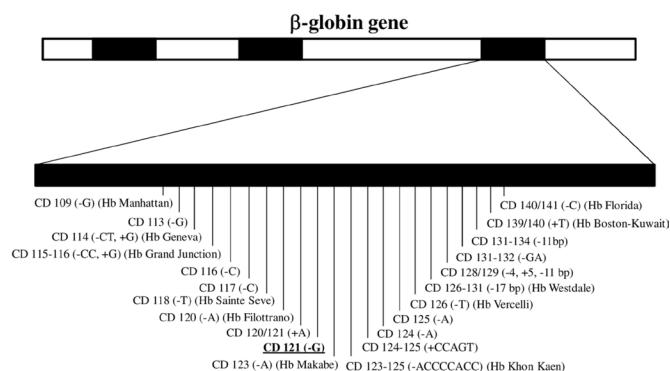 β-globin gene
CD 109 (-G) (Hb Manhattan)
CD 113 (-G)
CD 114 (-CT, +G) (Hb Geneva)
CD 115-116 (-CC, +G) (Hb Grand Junction)
CD 116 (-C)
CD 117 (-C)
CD 118 (-T) (Hb Sainte Seve)
CD 120 (-A) (Hb Filottrano)
CD 120/121 (+A)
CD 121 (-G)
CD 123 (-A) (Hb Makabe)
CD 140/141 (-C) (Hb Florida)
CD 139/140 (+T) (Hb Boston-Kuwait)
CD 131-134 (-11bp)
CD 131-132 (-GA)
CD 128/129 (-4, +5, -11 bp)
CD 126-131 (-17 bp) (Hb Westdale)
CD 126 (-T) (Hb Vercelli)
CD 125 (-A)
CD 124 (-A)
CD 124-125 (+CCAGT)
CD 123-125 (-ACCCCACC) (Hb Khon Kaen)